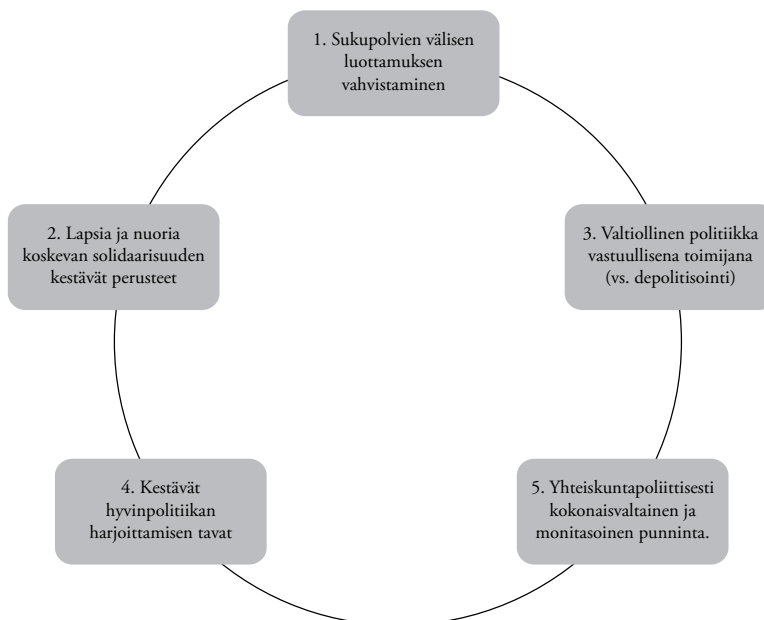 1. Sukupolvien välisen
luottamuksen
vahvistaminen
2. Lapsia ja nuoria
koskevan solidaarisuuden
kestävät perusteet
3. Valtiollinen politiikka
vastuullisena toimijana
(vs. depolitisointi)
4. Kestävät
hyvinpolitiikan
harjoittamisen tavat
5. Yhteiskuntapoliittisesti
kokonaisvaltainen ja
monitasoinen punninta.